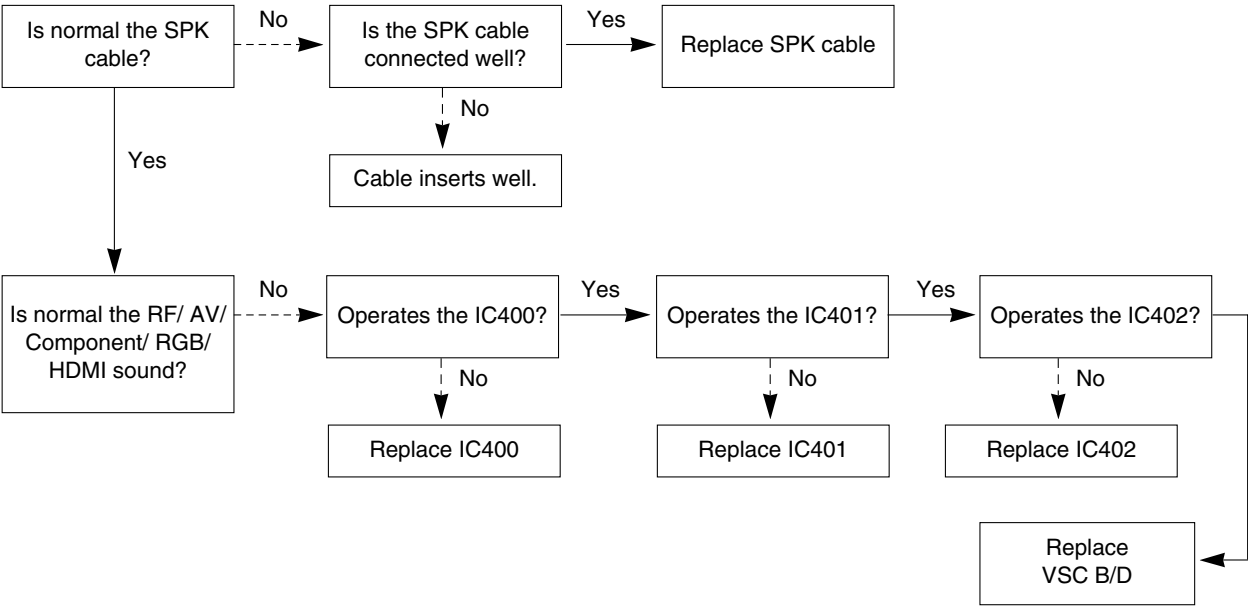 Is normal the SPK
cable?
No
Is the SPK cable
connected well?
Yes
Replace SPK cable
No
Yes
Cable inserts well.
Is normal the RF/ AV/
Component/ RGB/
HDMI sound?
No
Operates the IC400?
Yes
Operates the IC401?
Yes
Operates the IC402?
No
No
No
Replace IC400
Replace IC401
Replace IC402
Replace
VSC B/D